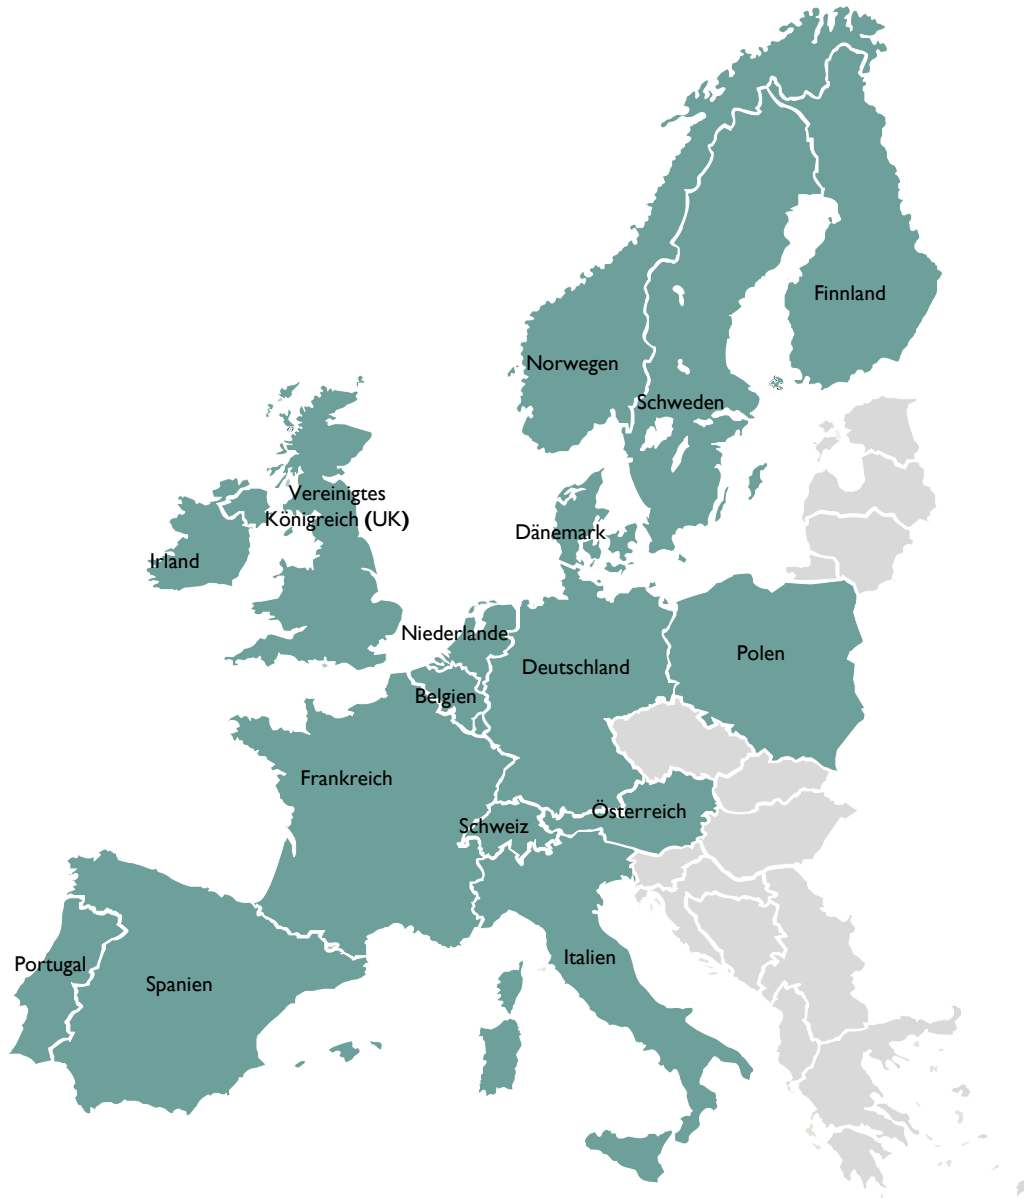 Finnland
Norwegen
Schweden
Vereinigtes
Königreich (UK)
Dänemark
Irland
Niederlande
Polen
Deutschland
Belgien
Frankreich
Österreich
Schweiz
Italien
Portugal
Spanien